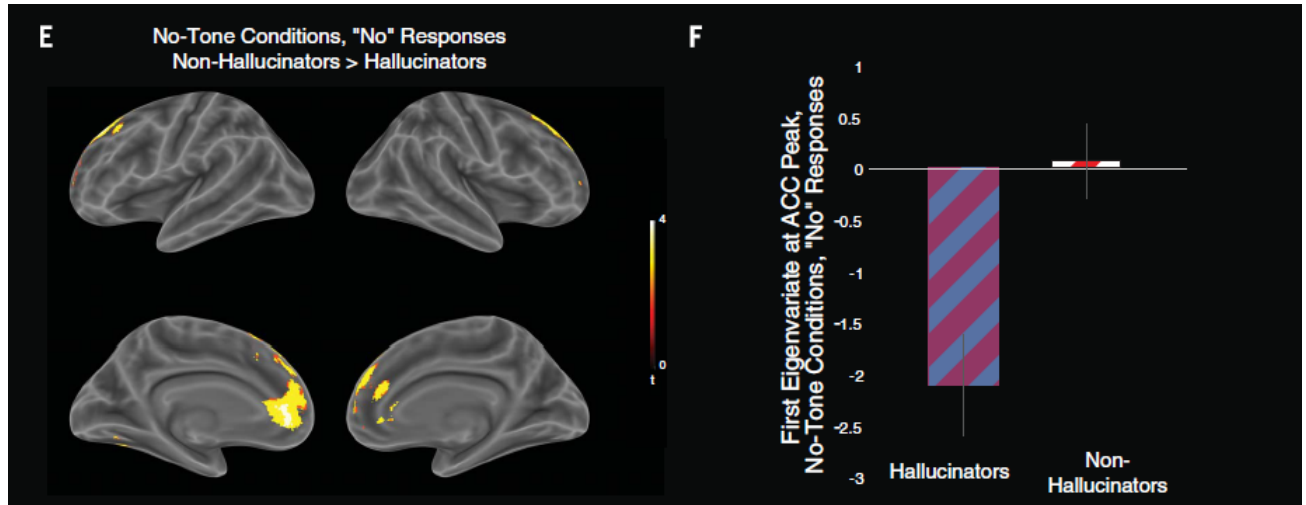 E
No-Tone Conditions, "No" Responses
Non-Hallucinators > Hallucinators
4
0
t
F
First Eigenvariate at ACC Peak,
No-Tone Conditions, "No" Responses
1
0.5
0
-0.5
-1
-1.5
-2
-2.5
-3
Hallucinators
Non-
Hallucinators